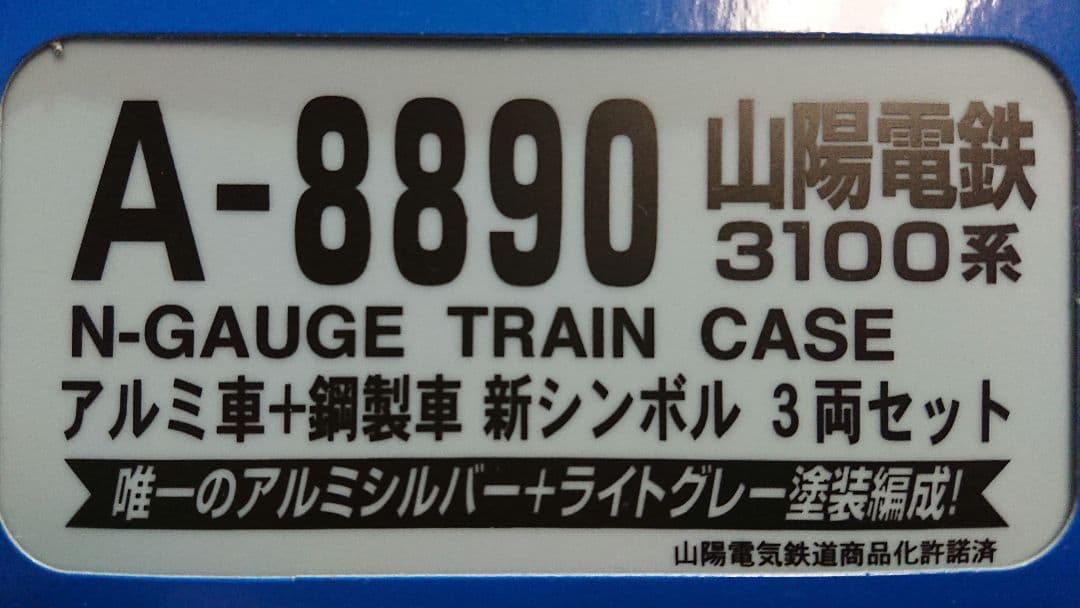 A-8890 山陽電鉄
3100系
N-GAUGE TRAIN CASE
アルミ車+鋼製車 新シンボル 3両セット
唯一のアルミシルバー+ライトグレー塗装編成!
山陽電気鉄道商品化許諾済